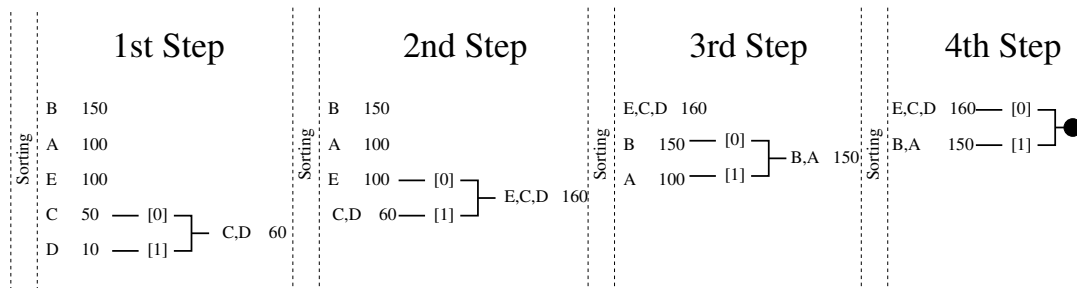 1st Step
Sorting
B 150
A 100
E 100
C 50 [0]
D 10 [1]
C,D 60
2nd Step
Sorting
B 150
A 100
E 100 [0]
C,D 60 [1]
E,C,D 160
3rd Step
Sorting
E,C,D 160
B 150 [0]
A 100 [1]
B,A 150
4th Step
Sorting
E,C,D 160 [0]
B,A 150 [1]